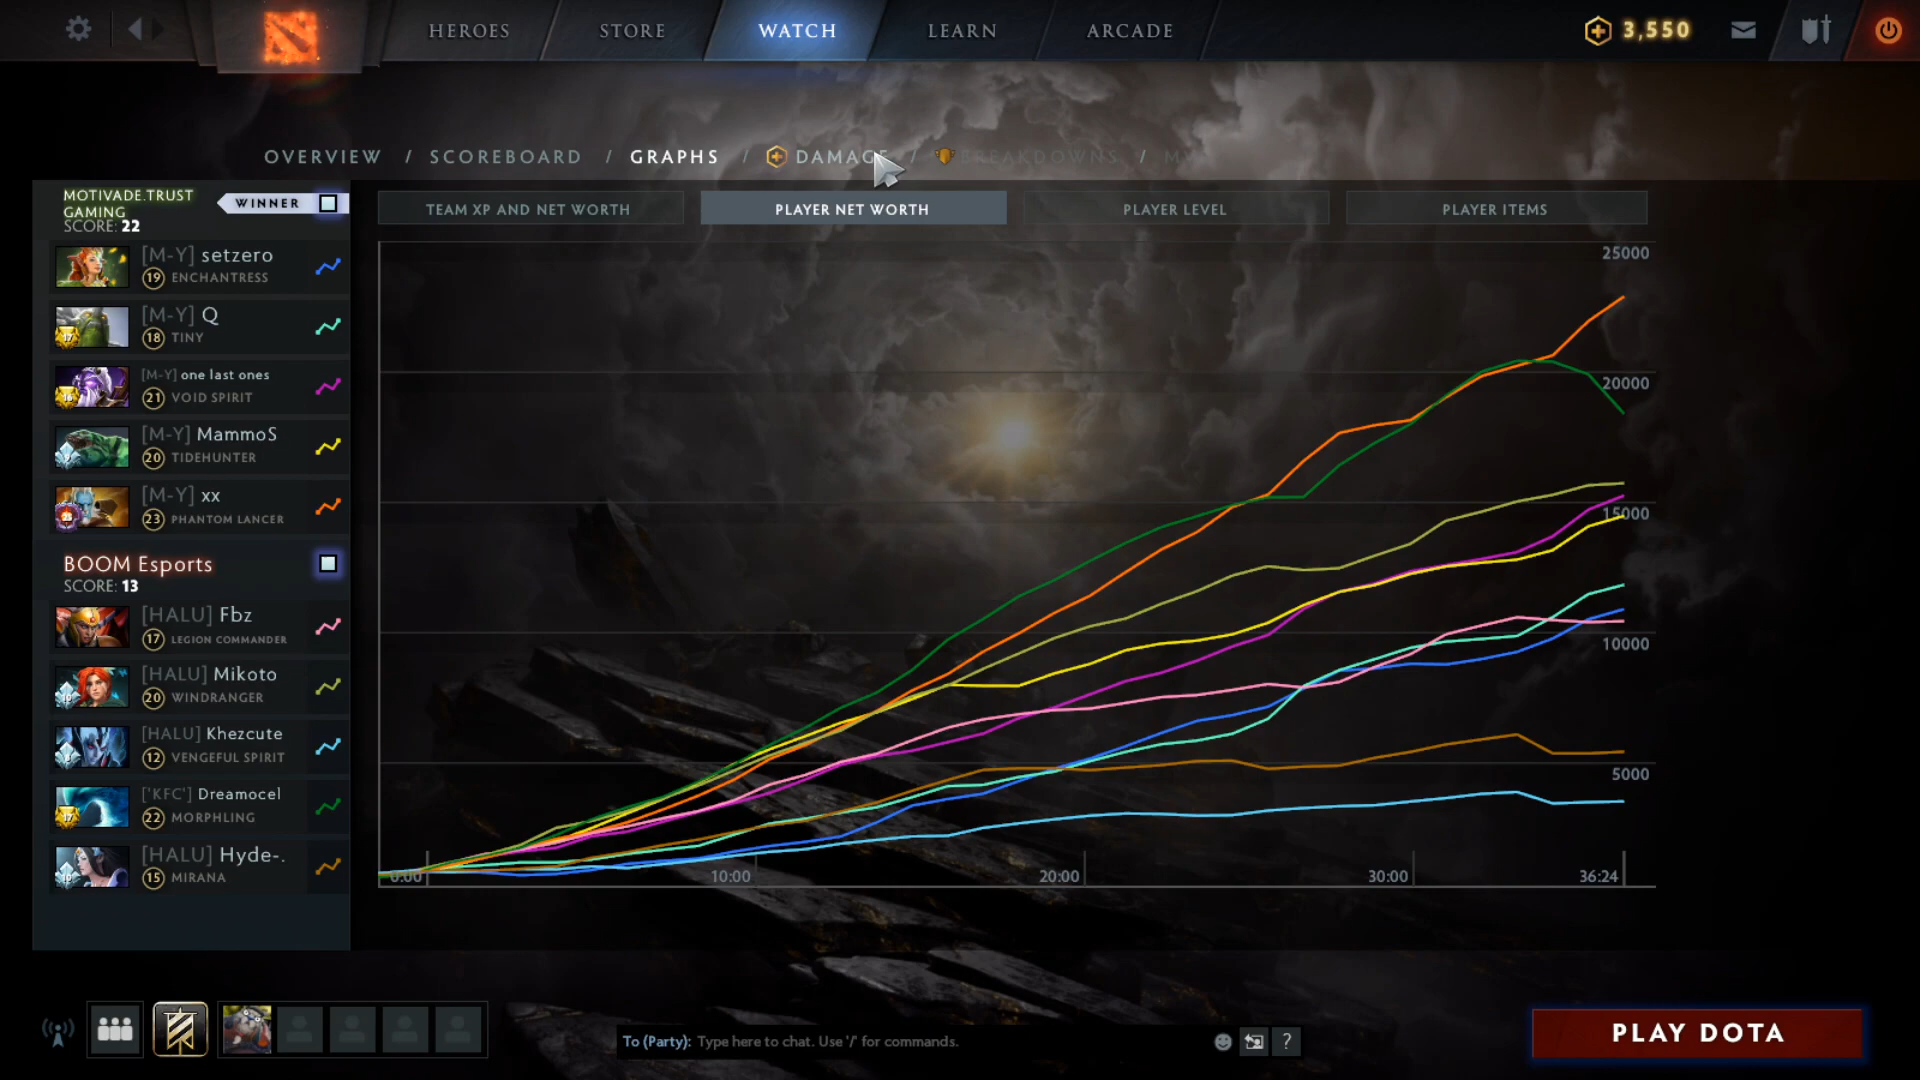 HEROES STORE WATCH LEARN ARCADE 3,550
OVERVIEW / SCOREBOARD / GRAPHS / DAMAGE / BREAKDOWNS /
MOTIVADE.TRUST
GAMING
WINNER
SCORE: 22
[M-Y] setzero
19 ENCHANTRESS
[M-Y] Q
17
18 TINY
[M-Y] one last ones
21 VOID SPIRIT
[M-Y] MammoS
20 TIDEHUNTER
[M-Y] xx
23 PHANTOM LANCER
BOOM Esports
SCORE: 13
[HALU] Fbz
17 LEGION COMMANDER
[HALU] Mikoto
20 WINDRANGER
[HALU] Khezcute
12 VENGEFUL SPIRIT
['KFC'] Dreamocel
17
22 MORPHLING
[HALU] Hyde-.
15 MIRANA
TEAM XP AND NET WORTH
PLAYER NET WORTH
PLAYER LEVEL
PLAYER ITEMS
25000
20000
15000
10000
5000
0:00 10:00 20:00 30:00 36:24
To (Party): Type here to chat. Use '/' for commands.
?
PLAY DOTA